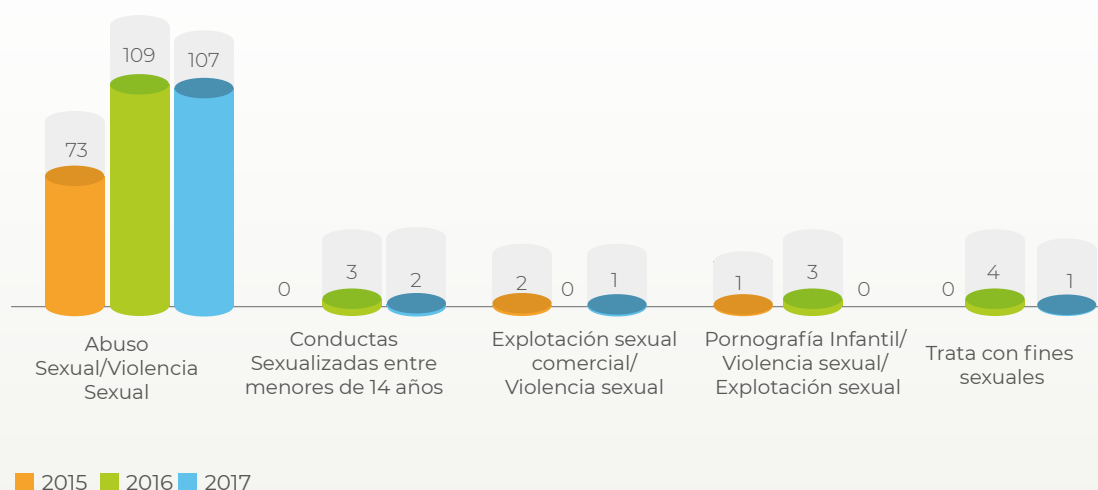 73
109
107
0
3
2
2
0
1
1
3
0
0
4
1
Abuso
Sexual/Violencia
Sexual
Conductas
Sexualizadas entre
menores de 14 años
Explotación sexual
comercial/
Violencia sexual
Pornografía Infantil/
Violencia sexual/
Explotación sexual
Trata con fines
sexuales
2015 2016 2017